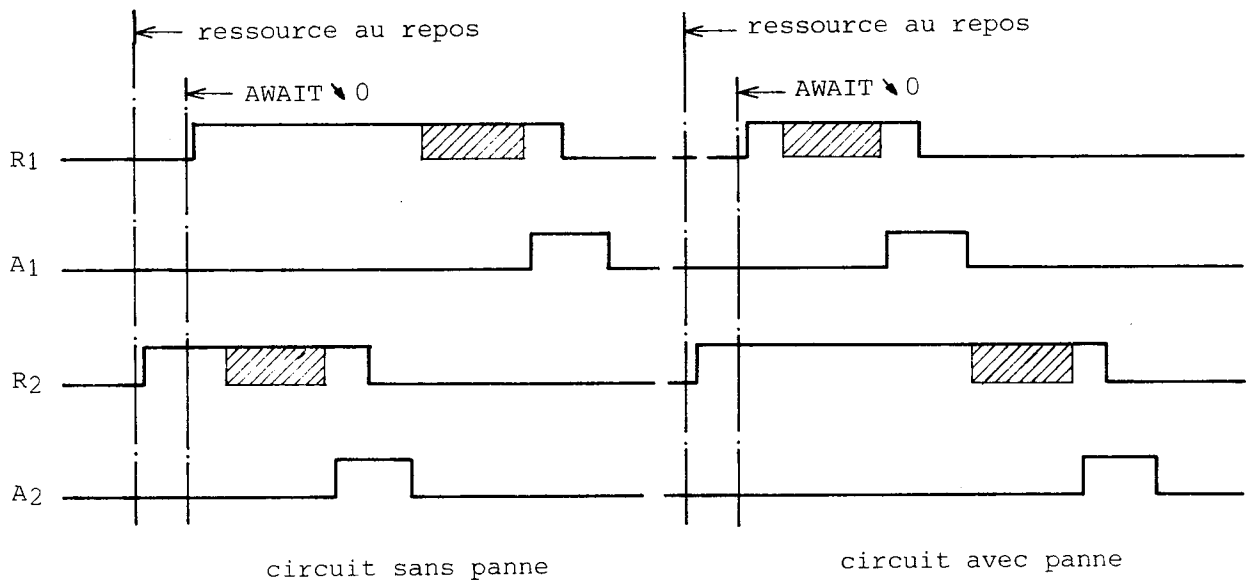 ressource au repos
ressource au repos
AWAIT ↘ 0
AWAIT ↘ 0
R1
A1
R2
A2
circuit sans panne
circuit avec panne